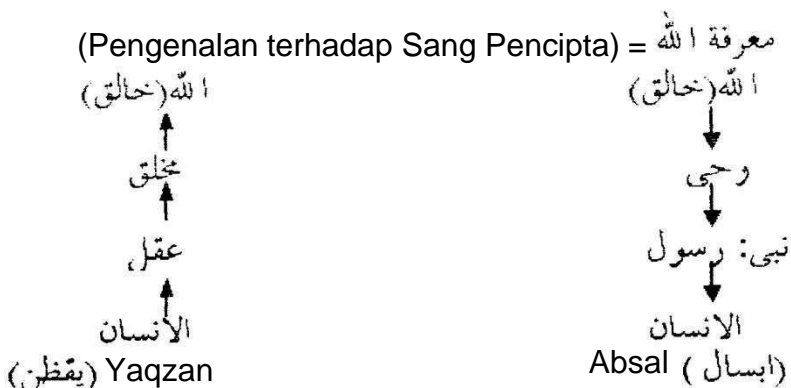 (Pengenalan terhadap Sang Pencipta) = معرفة الله
الله (خالق)
مخلق
عقل
الانسان
(يقظن) Yaqzan
الله (خالق)
وحى
نبى: رسول
الانسان
Absal (ابسال)